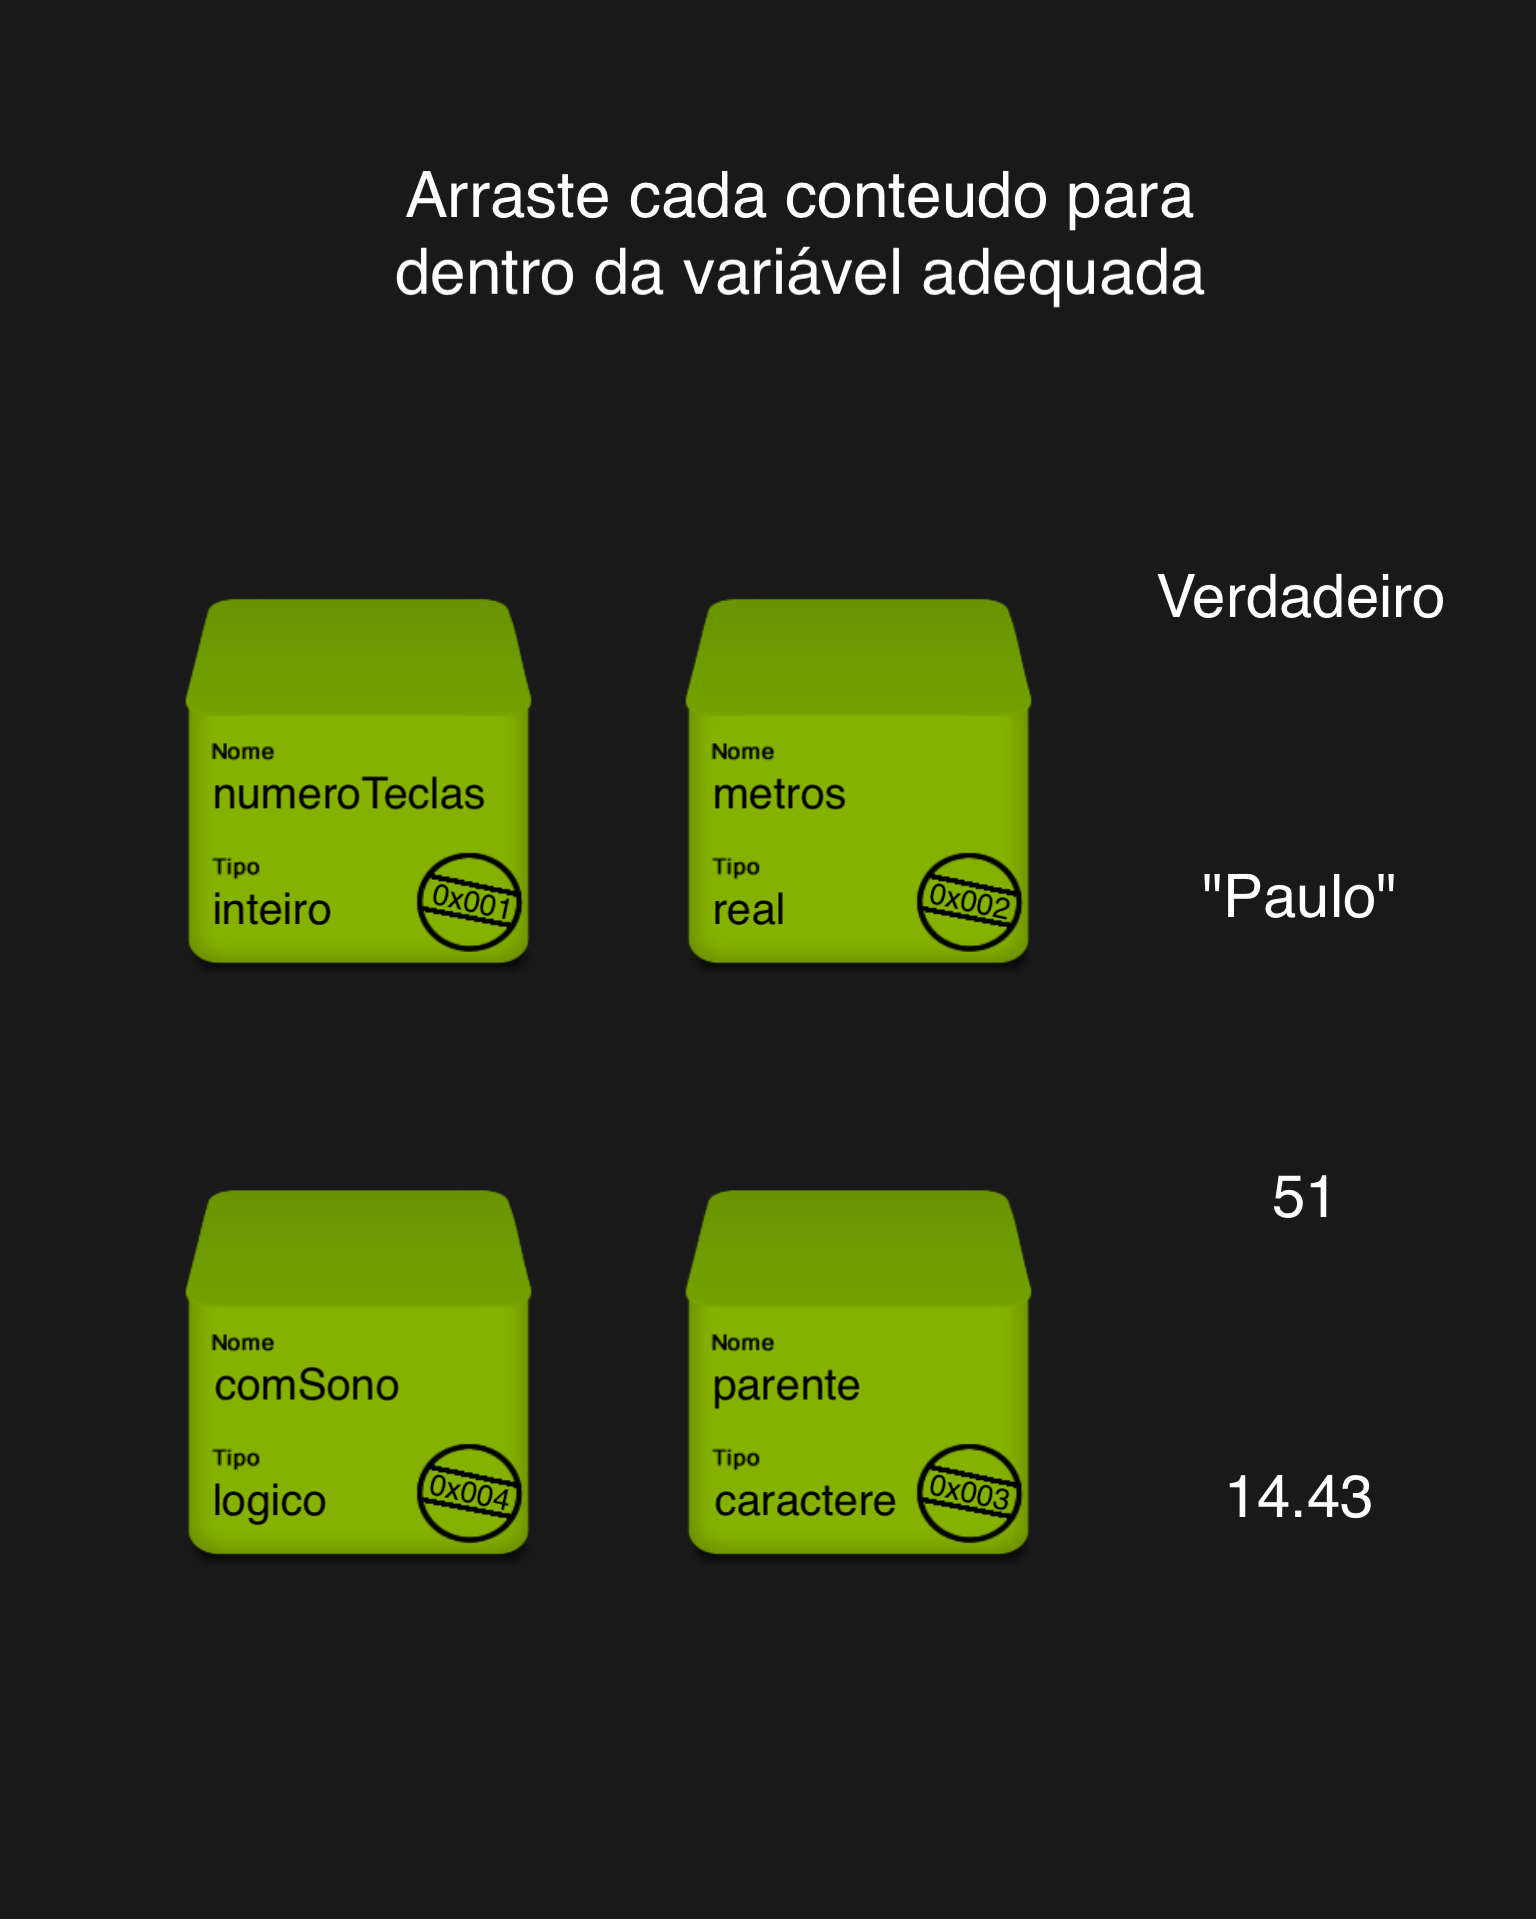 Arraste cada conteudo para
dentro da variável adequada
Verdadeiro
Nome
numeroTeclas
Tipo
inteiro
0x001
Nome
metros
Tipo
real
0x002
"Paulo"
51
Nome
comSono
Tipo
logico
0x004
Nome
parente
Tipo
caractere
0x003
14.43